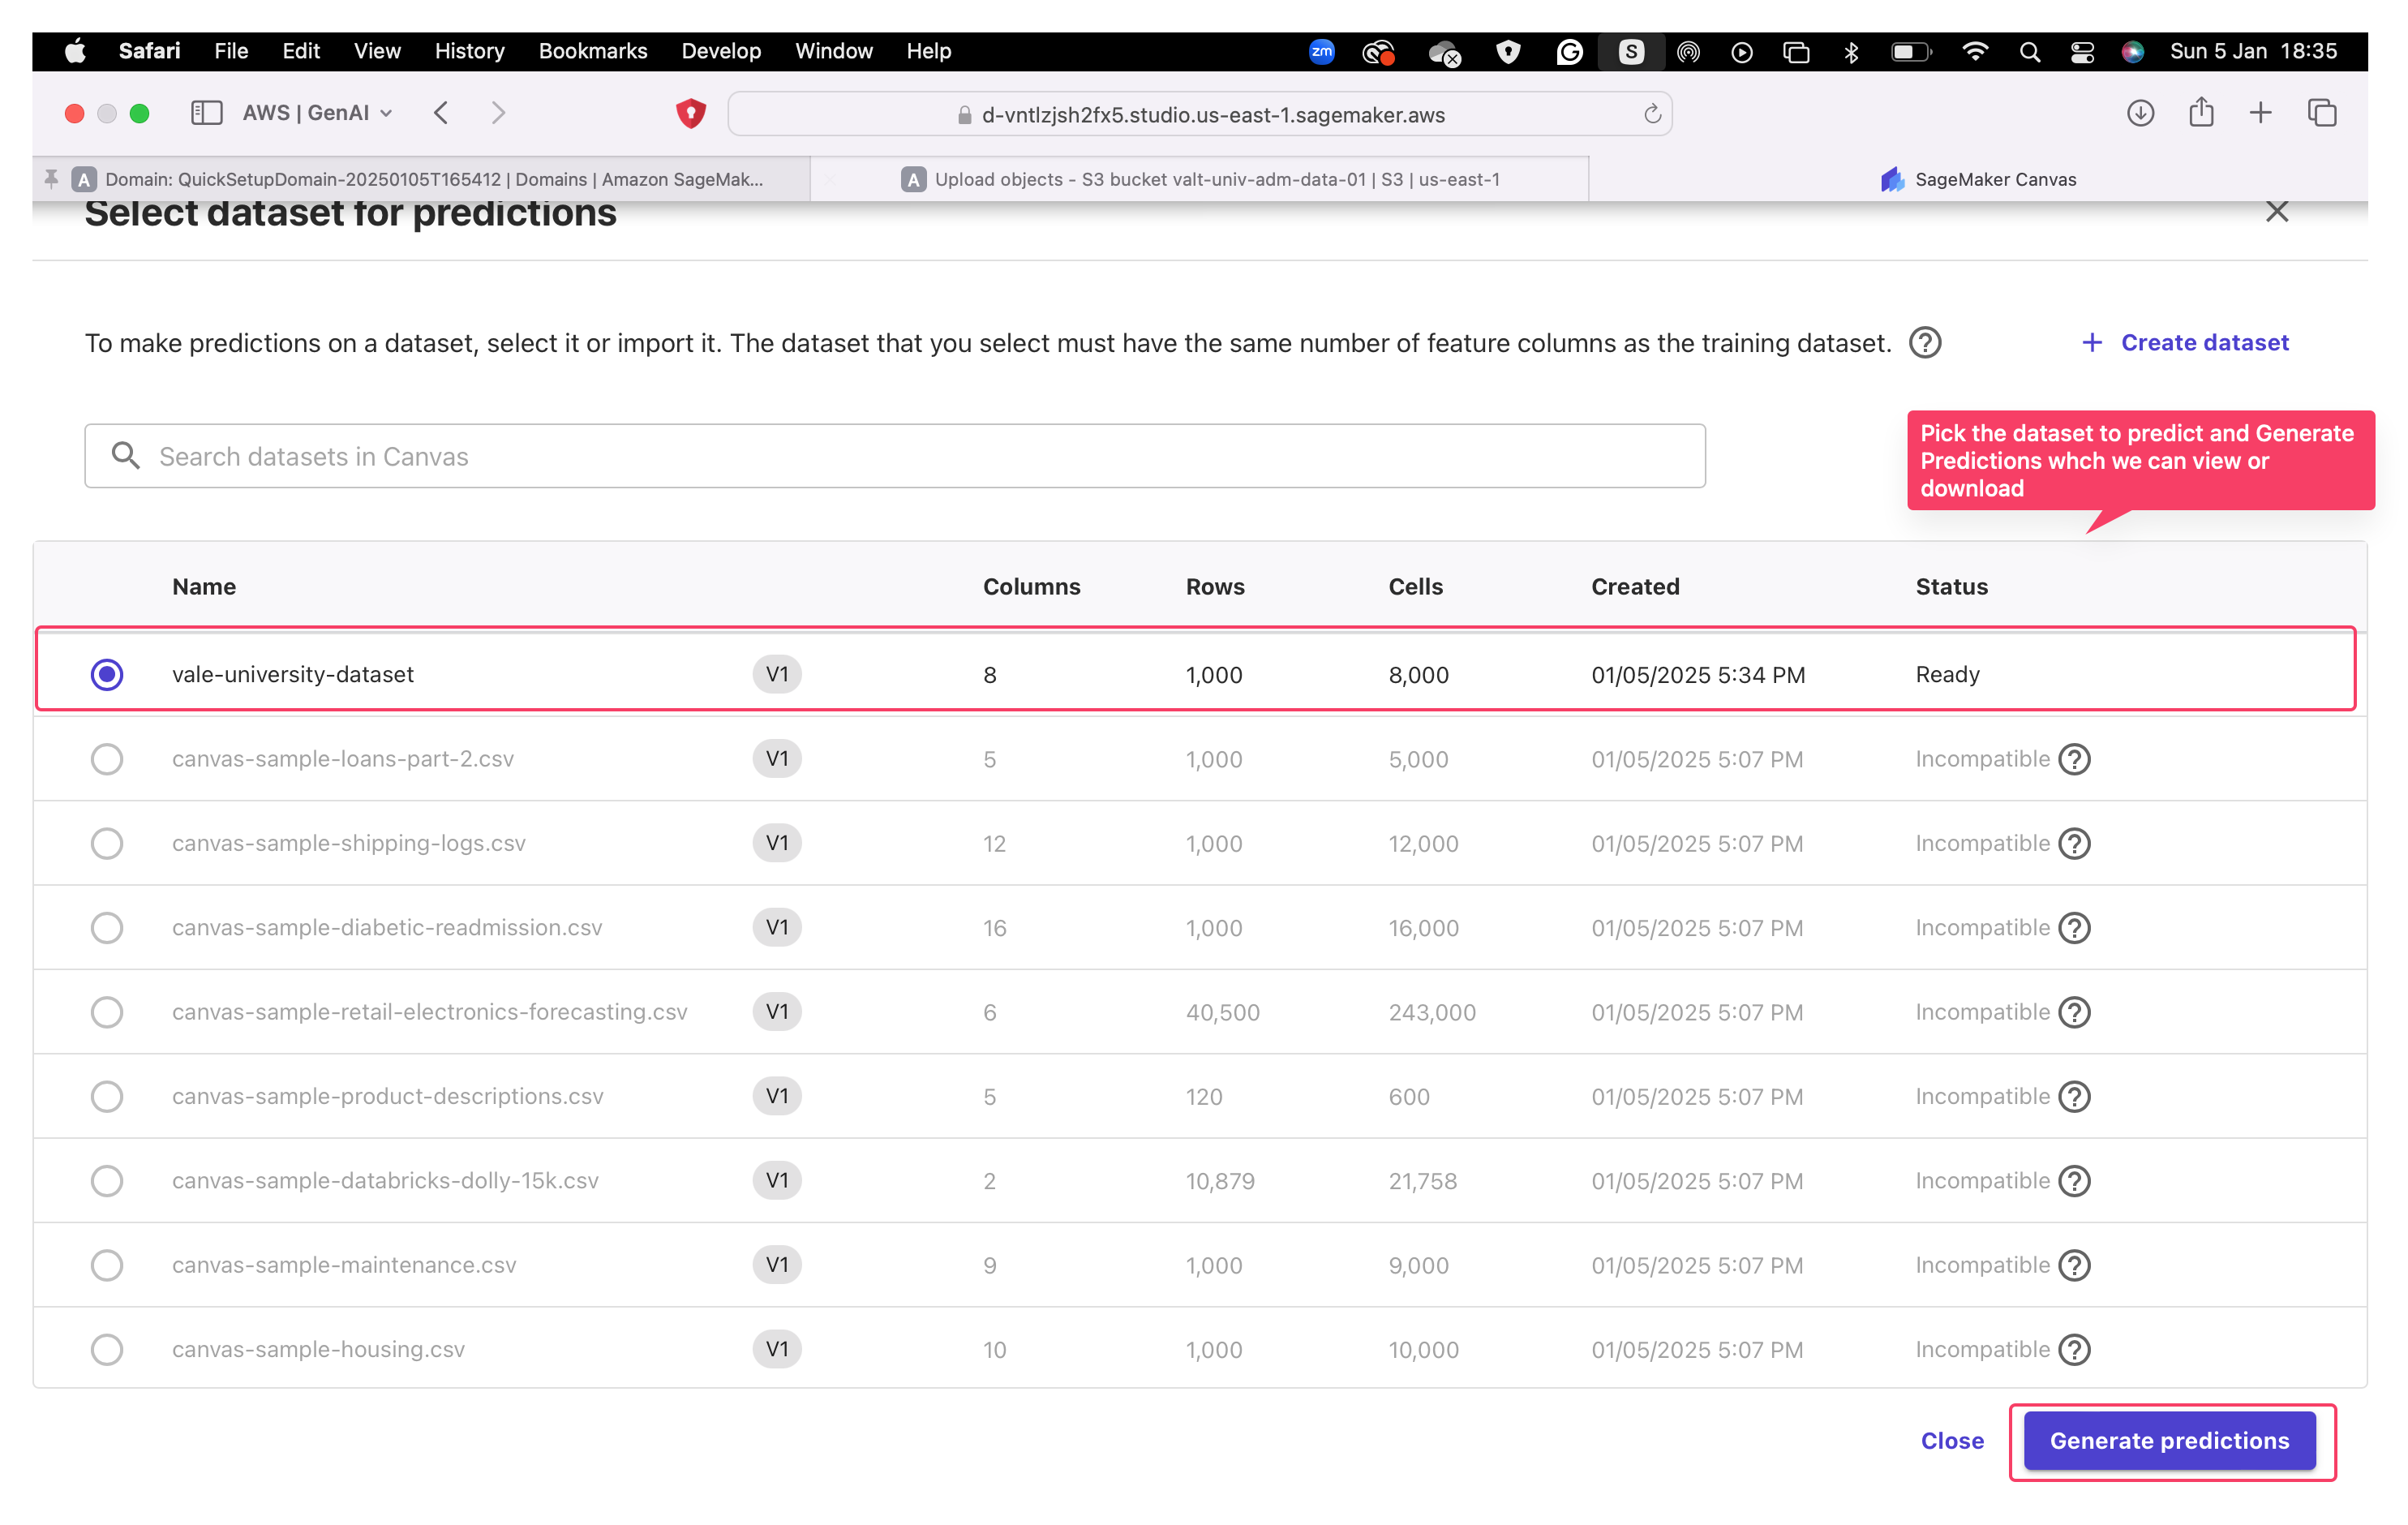 Safari File Edit View History Bookmarks Develop Window Help zm G S Sun 5 Jan 18:35
AWS | GenAI d-vntlzjsh2fx5.studio.us-east-1.sagemaker.aws
A Domain: QuickSetupDomain-20250105T165412 | Domains | Amazon SageMak... A Upload objects - S3 bucket valt-univ-adm-data-01 | S3 | us-east-1 SageMaker Canvas
Select dataset for predictions
To make predictions on a dataset, select it or import it. The dataset that you select must have the same number of feature columns as the training dataset. ? + Create dataset
Search datasets in Canvas
Pick the dataset to predict and Generate
Predictions whch we can view or
download
Name Columns Rows Cells Created Status
vale-university-dataset V1 8 1,000 8,000 01/05/2025 5:34 PM Ready
canvas-sample-loans-part-2.csv V1 5 1,000 5,000 01/05/2025 5:07 PM Incompatible ?
canvas-sample-shipping-logs.csv V1 12 1,000 12,000 01/05/2025 5:07 PM Incompatible ?
canvas-sample-diabetic-readmission.csv V1 16 1,000 16,000 01/05/2025 5:07 PM Incompatible ?
canvas-sample-retail-electronics-forecasting.csv V1 6 40,500 243,000 01/05/2025 5:07 PM Incompatible ?
canvas-sample-product-descriptions.csv V1 5 120 600 01/05/2025 5:07 PM Incompatible ?
canvas-sample-databricks-dolly-15k.csv V1 2 10,879 21,758 01/05/2025 5:07 PM Incompatible ?
canvas-sample-maintenance.csv V1 9 1,000 9,000 01/05/2025 5:07 PM Incompatible ?
canvas-sample-housing.csv V1 10 1,000 10,000 01/05/2025 5:07 PM Incompatible ?
Close Generate predictions